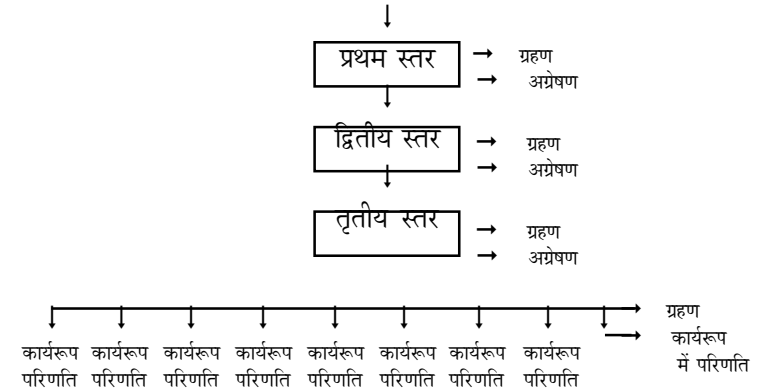 प्रथम स्तर
ग्रहण
अग्रेषण
द्वितीय स्तर
ग्रहण
अग्रेषण
तृतीय स्तर
ग्रहण
अग्रेषण
ग्रहण
कार्यरूप
में परिणति
कार्यरूप कार्यरूप कार्यरूप कार्यरूप कार्यरूप कार्यरूप कार्यरूप कार्यरूप
परिणति परिणति परिणति परिणति परिणति परिणति परिणति परिणति